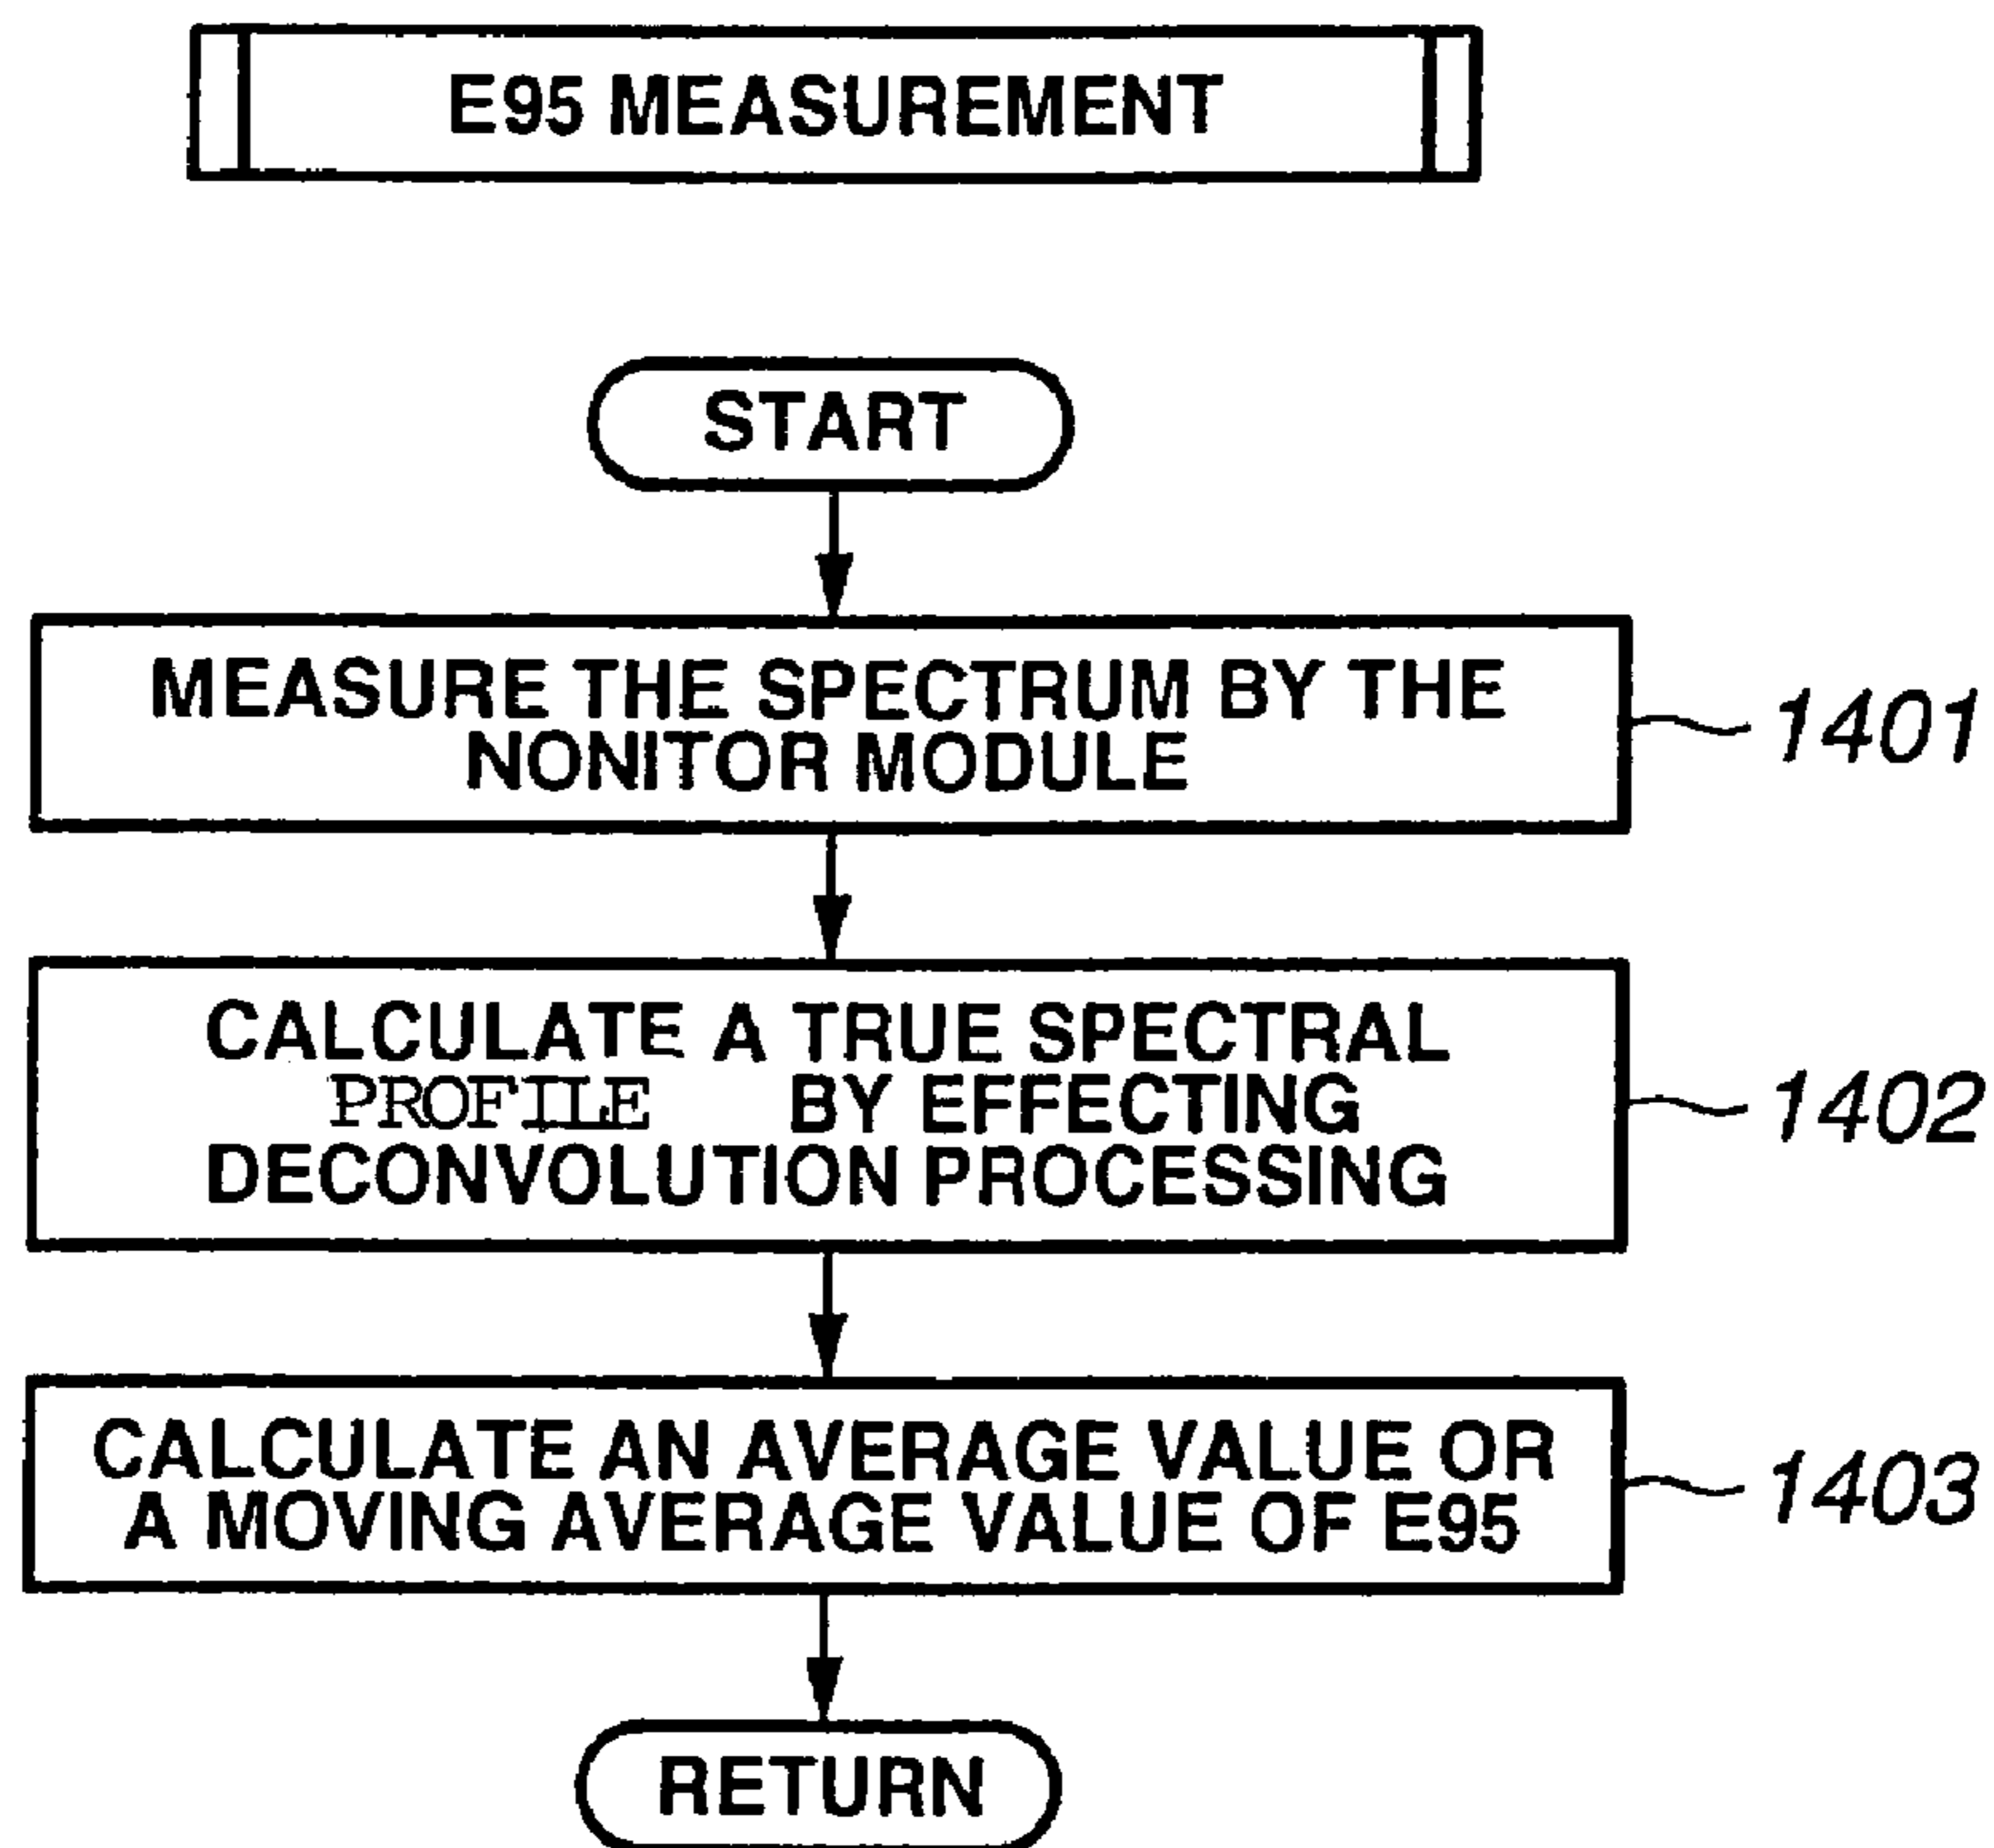 E95 MEASUREMENT
START
MEASURE THE SPECTRUM BY THE
NONITOR MODULE
1401
CALCULATE A TRUE SPECTRAL
PROFILE BY EFFECTING
DECONVOLUTION PROCESSING
1402
CALCULATE AN AVERAGE VALUE OR
A MOVING AVERAGE VALUE OF E95
1403
RETURN